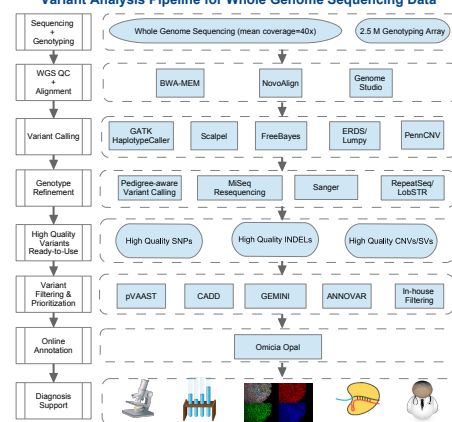 Variant Analysis Pipeline for Whole Genome Sequencing Data
Sequencing
+
Genotyping
Whole Genome Sequencing (mean coverage=40x)
2.5 M Genotyping Array
WGS QC
+
Alignment
BWA-MEM
NovoAlign
Genome
Studio
Variant Calling
GATK
HaplotypeCaller
Scalpel
FreeBayes
ERDS/
Lumpy
PennCNV
Genotype
Refinement
Pedigree-aware
Variant Calling
MiSeq
Resequencing
Sanger
RepeatSeq/
LobSTR
High Quality
Variants
Ready-to-Use
High Quality SNPs
High Quality INDELs
High Quality CNVs/SVs
Variant
Filtering &
Prioritization
pVAAST
CADD
GEMINI
ANNOVAR
In-house
Filtering
Online
Annotation
Omicia Opal
Diagnosis
Support